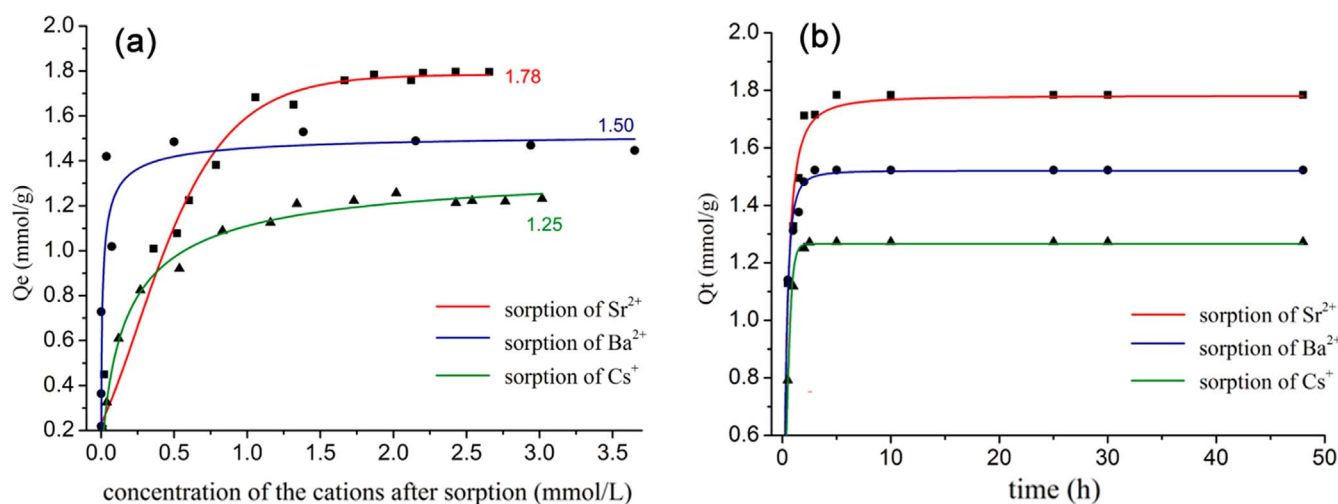 (a)
2.0
1.8
1.6
1.4
1.2
1.0
0.8
0.6
0.4
0.2
Qe (mmol/g)
1.78
1.50
1.25
sorption of Sr²⁺
sorption of Ba²⁺
sorption of Cs⁺
0.0 0.5 1.0 1.5 2.0 2.5 3.0 3.5
concentration of the cations after sorption (mmol/L)
(b)
2.0
1.8
1.6
1.4
1.2
1.0
0.8
0.6
Qt (mmol/g)
sorption of Sr²⁺
sorption of Ba²⁺
sorption of Cs⁺
0 10 20 30 40 50
time (h)